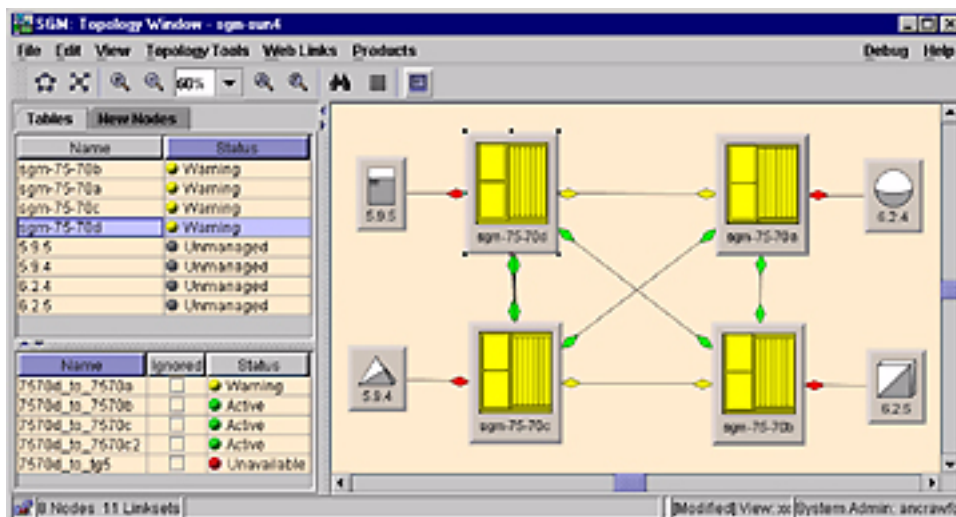 SGM: Topology Window - sgm-sun4
File Edit View Topology Tools Web Links Products Debug Help
60%
Tables New Nodes
Name Status
sgm-75-70b Warning
sgm-75-70a Warning
sgm-75-70c Warning
sgm-75-70d Warning
5.9.5 Unmanaged
5.9.4 Unmanaged
6.2.4 Unmanaged
6.2.5 Unmanaged
Name Ignored Status
7570d_to_7570a Warning
7570d_to_7570b Active
7570d_to_7570c Active
7570d_to_7570c2 Active
7570d_to_tg5 Unavailable
5.9.5
sgm-75-70d
sgm-75-70a
6.2.4
5.9.4
sgm-75-70c
sgm-75-70b
6.2.5
8 Nodes 11 Linksets
[Modified] View: System Admin: ancrawfo